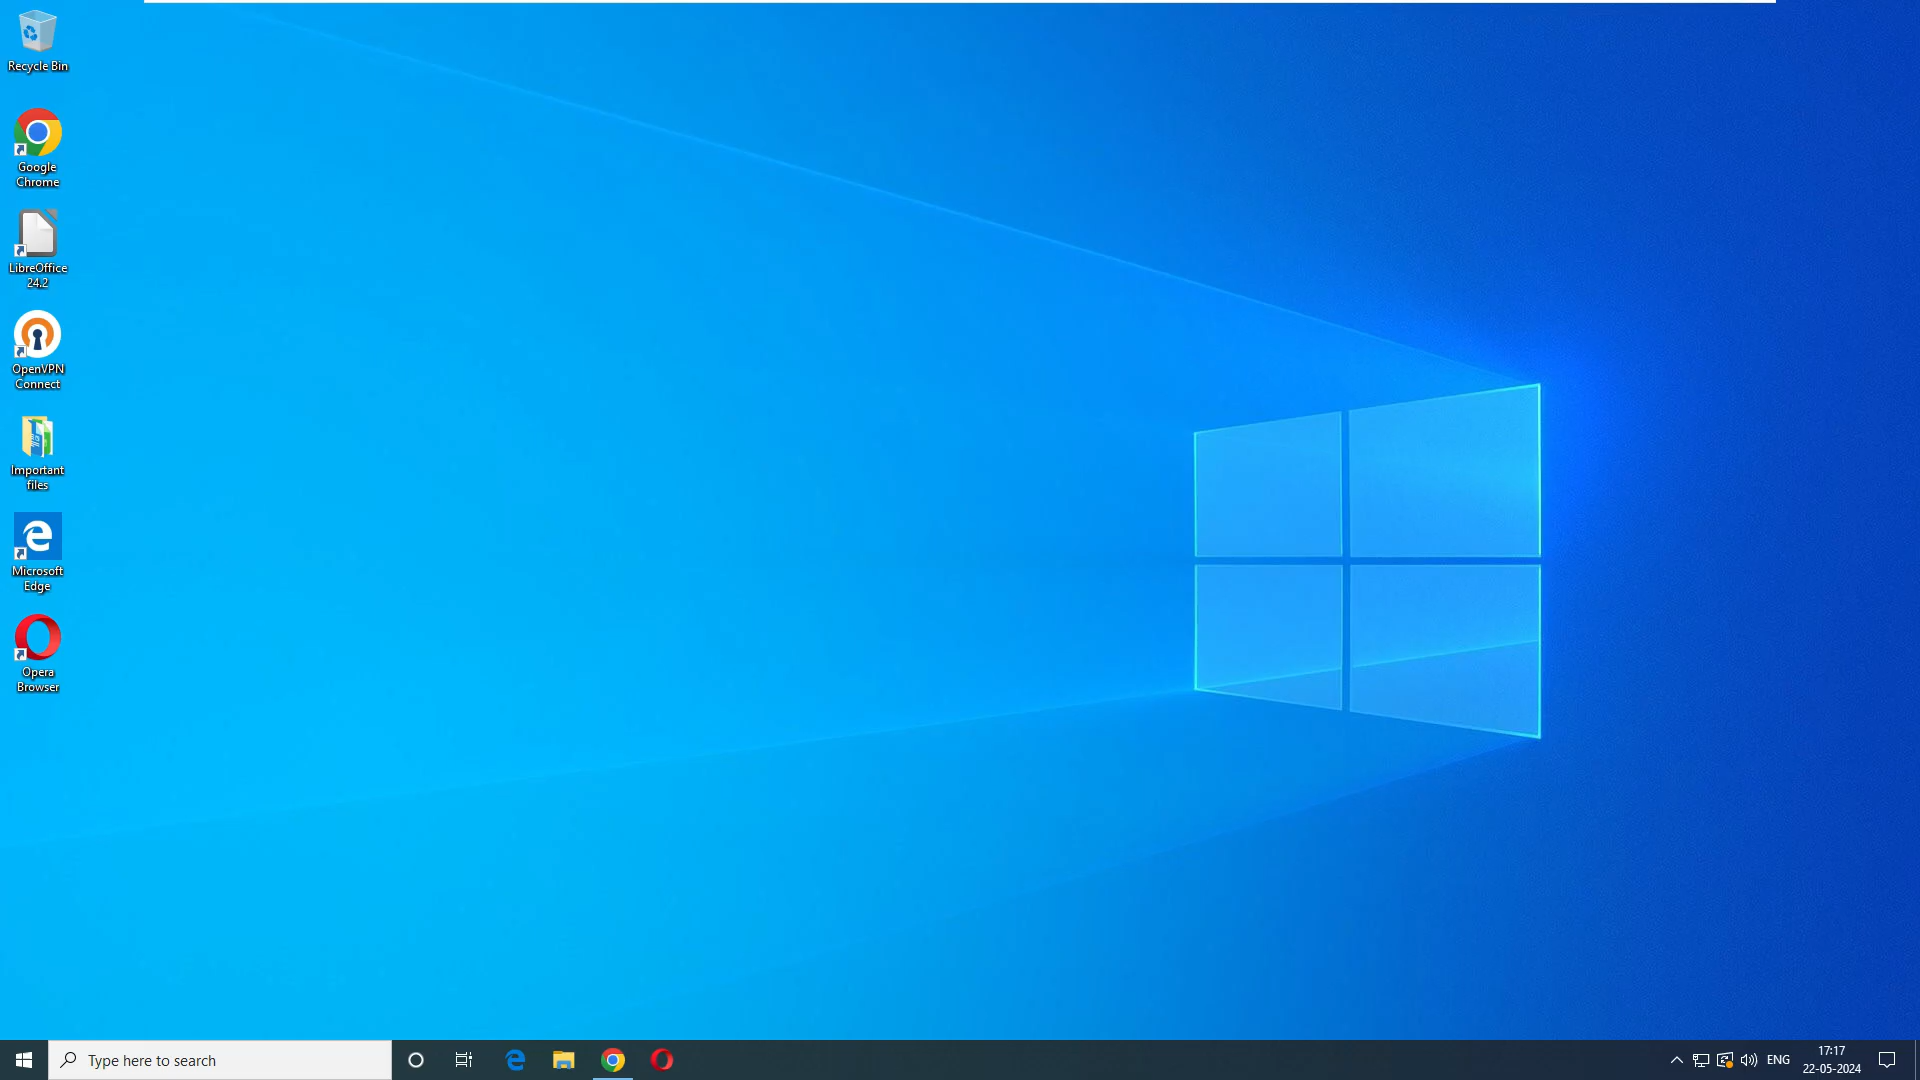 Recycle Bin
Google
Chrome
LibreOffice
24.2
OpenVPN
Connect
Important
files
Microsoft
Edge
Opera
Browser
Type here to search
ENG
17:17
22-05-2024